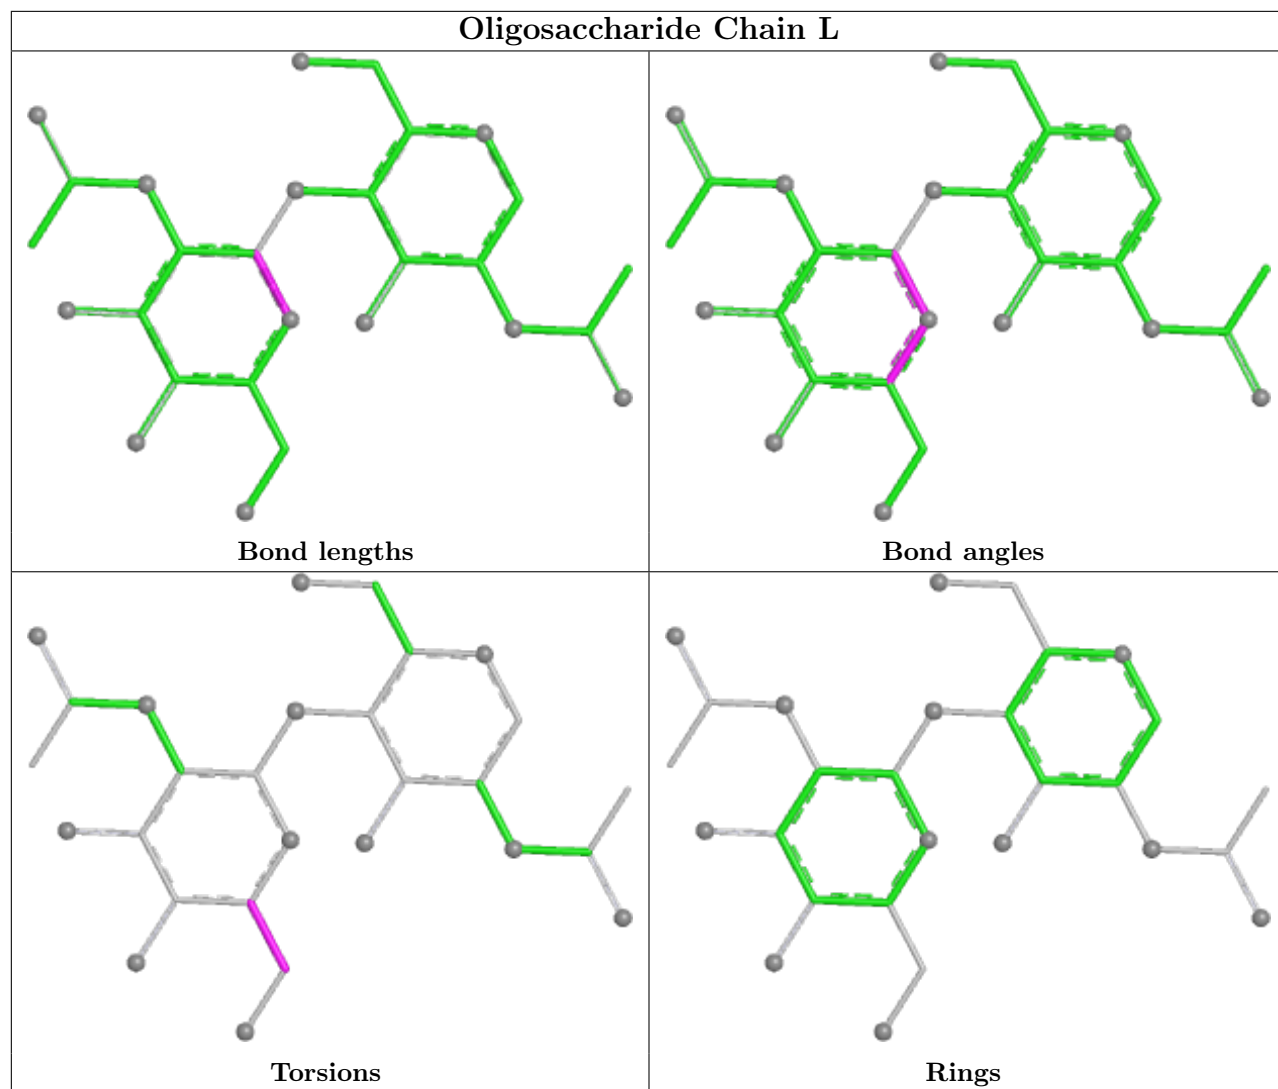 Oligosaccharide Chain L
Bond lengths
Bond angles
Torsions
Rings